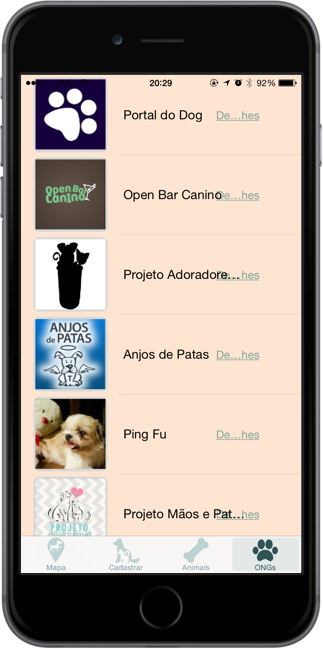 20:29 92%
Portal do Dog De...hes
Open Bar Canino
Open Bar Canino De...hes
Projeto Adoradore... De...hes
ANJOS
de PATAS
Anjos de Patas De...hes
Ping Fu De...hes
Projeto Mãos e Pat...
PROJETO
Mapa Cadastrar Animais ONGs